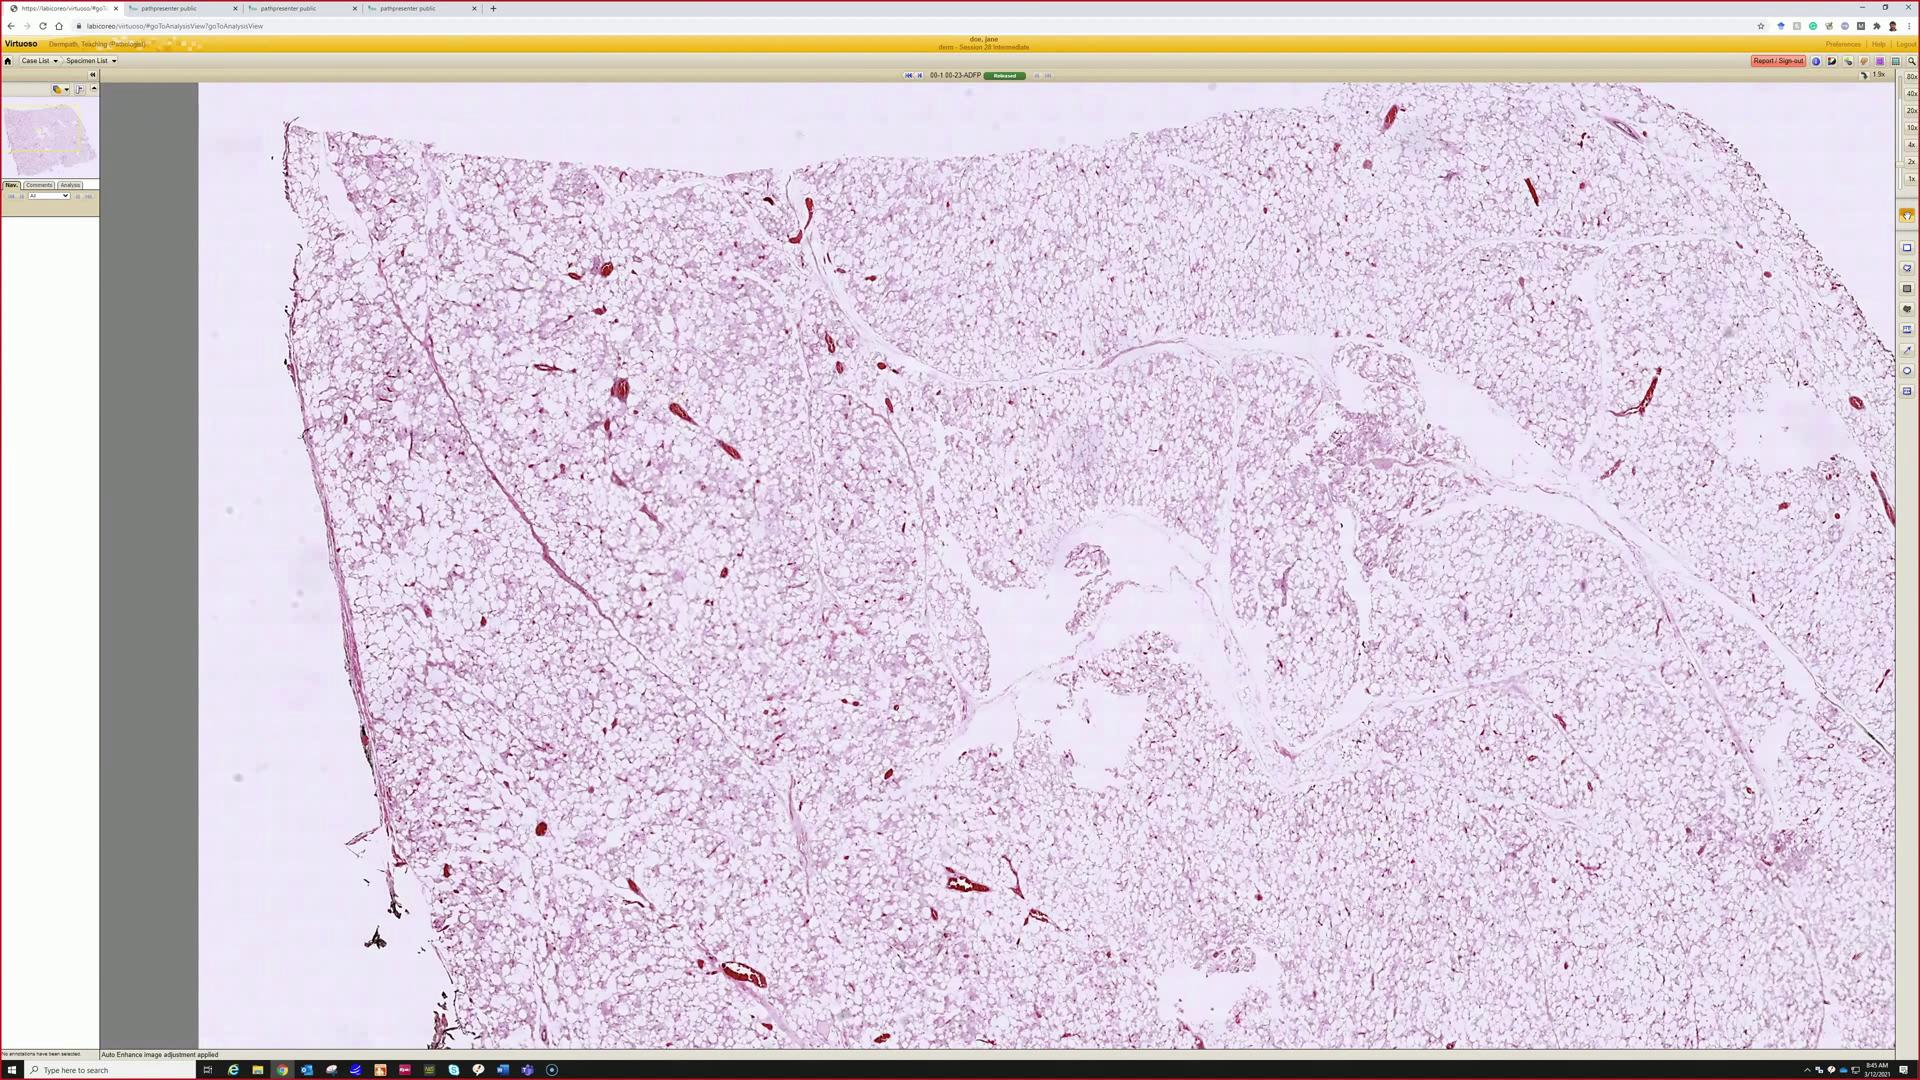 https://labicoreo/virtuoso/#goTo
pathpresenter public
pathpresenter public
pathpresenter public
labicoreo/virtuoso/#goToAnalysisView?goToAnalysisView
Virtuoso
Dermpath, Teaching (Pathologist)
doe, jane
derm - Session 28 Intermediate
Preferences
Help
Logout
Case List
Specimen List
Report / Sign-out
00-1.00-23-ADFP
Released
1.9x
80x
40x
20x
10x
4x
2x
1x
Nav.
Comments
Analysis
All
No annotations have been selected.
Auto Enhance image adjustment applied
Type here to search
8:45 AM
3/12/2021